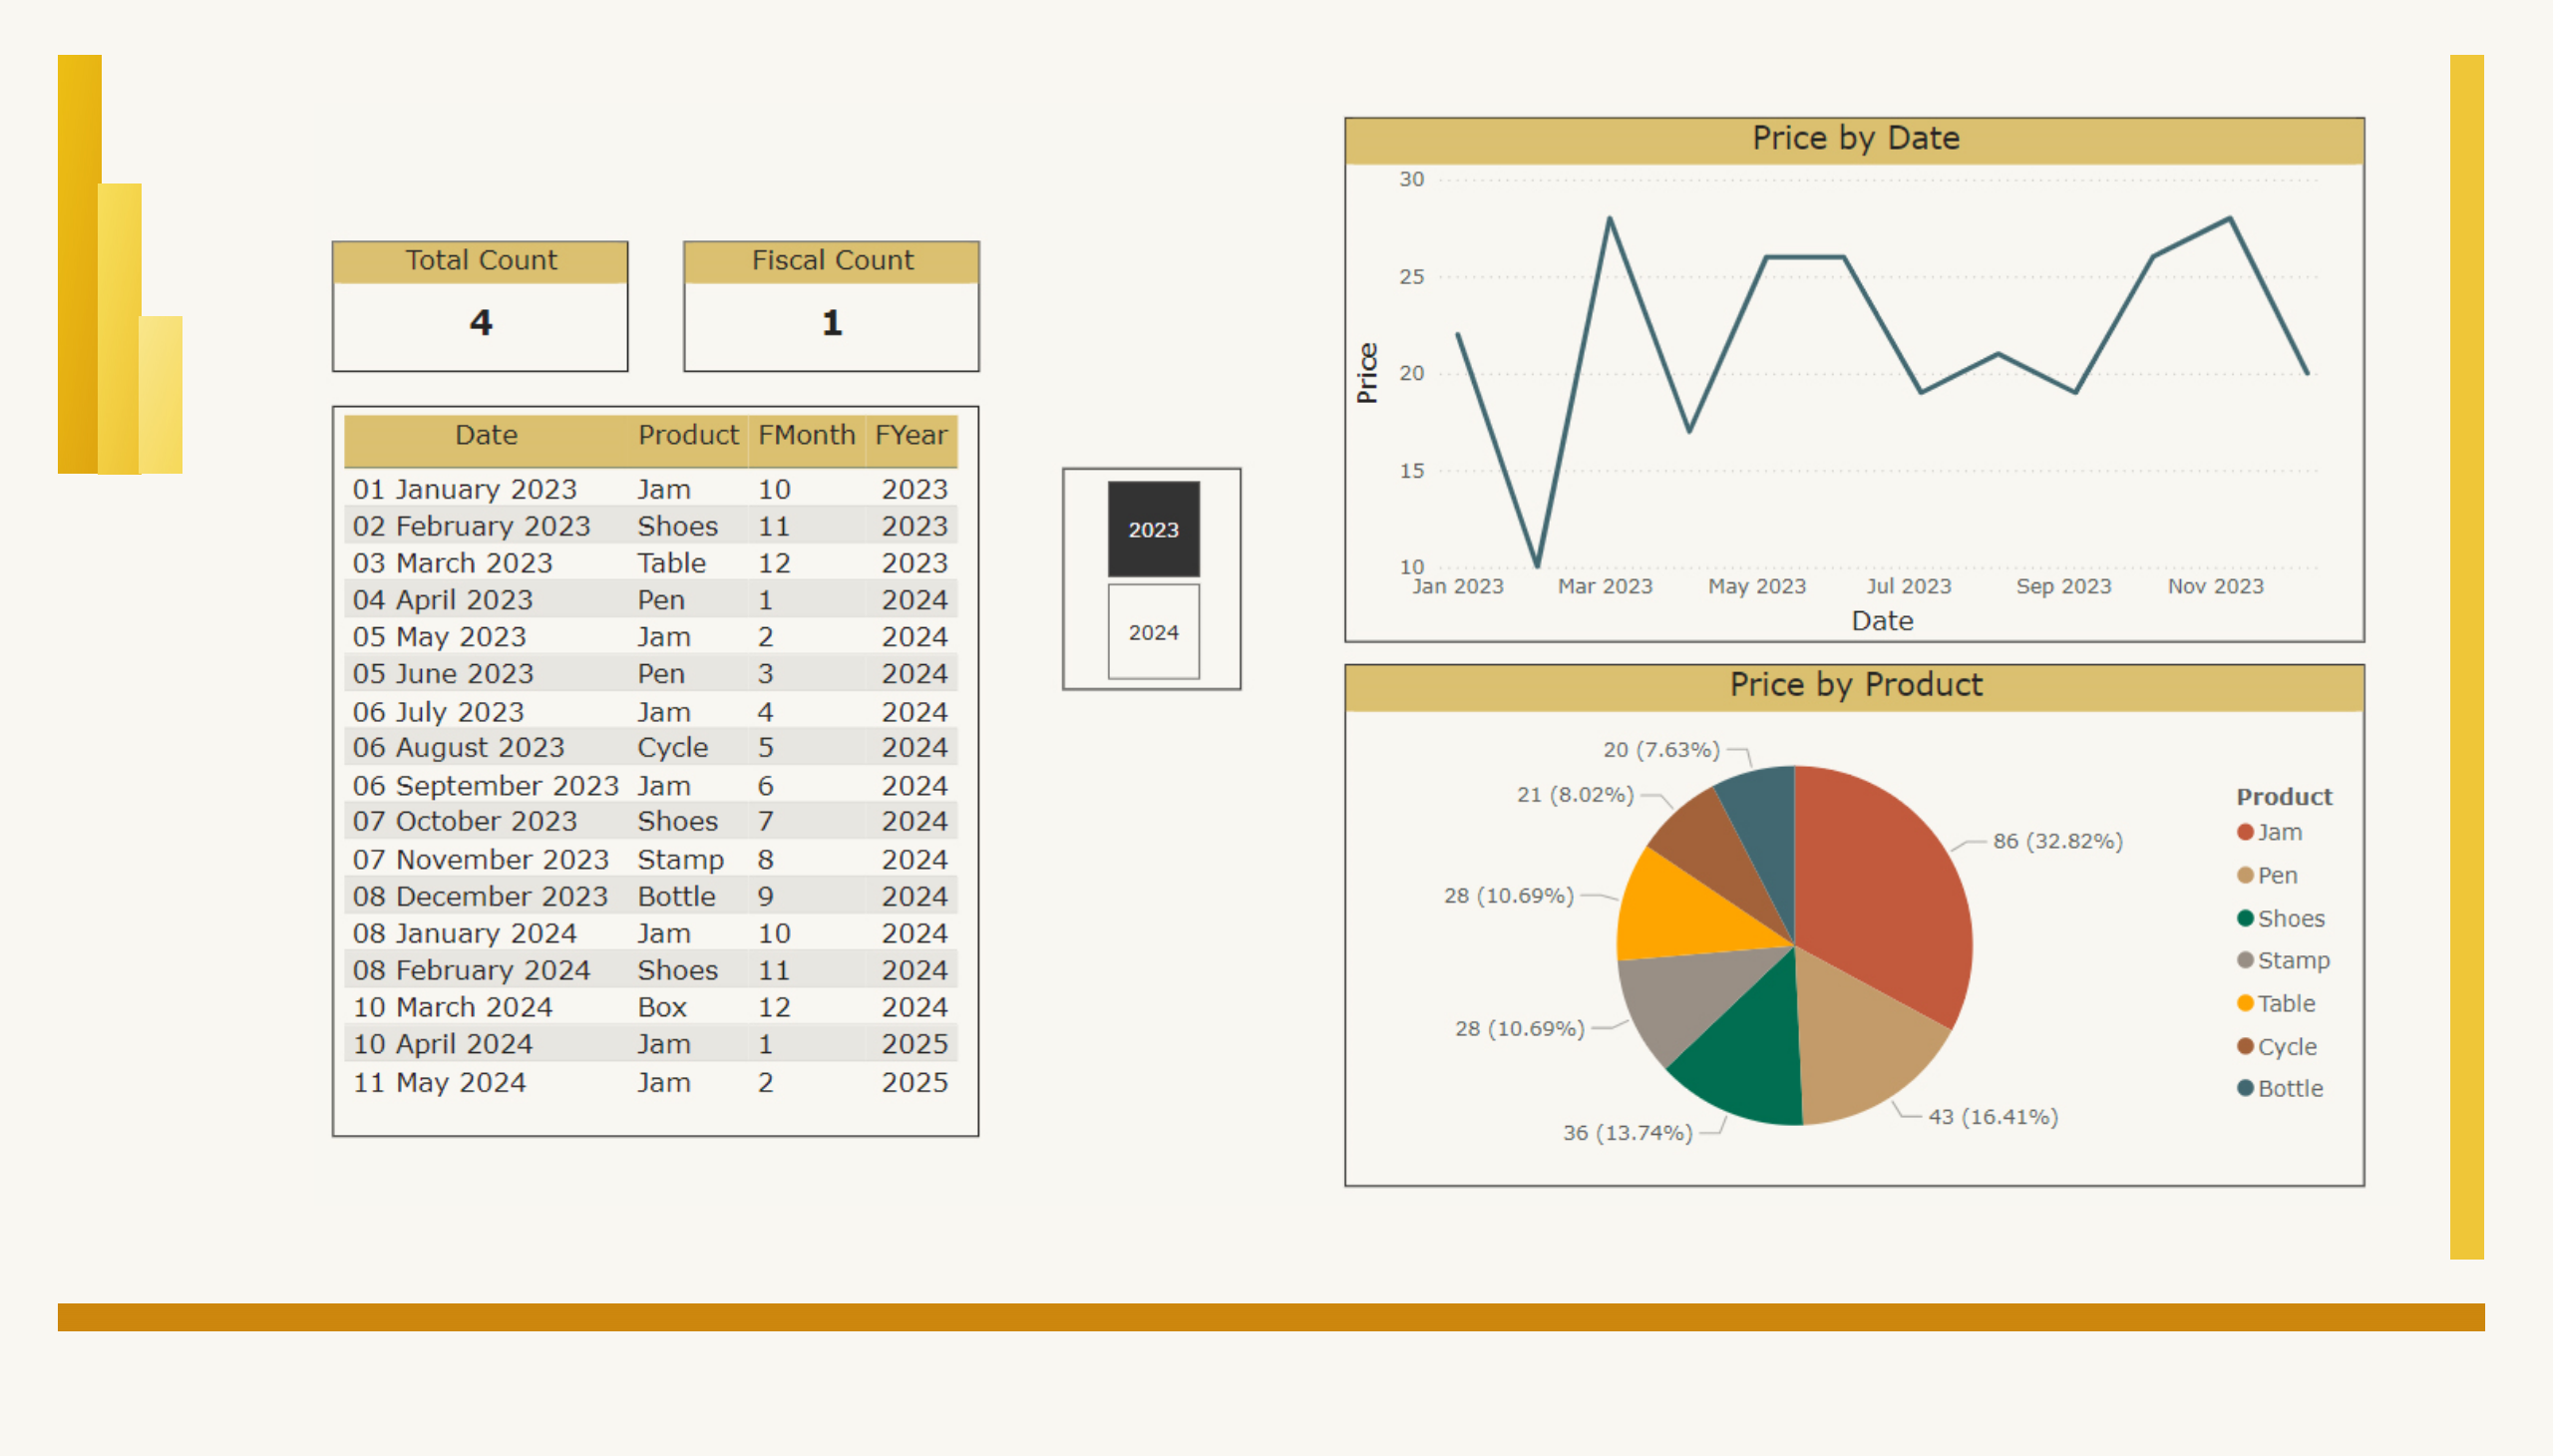 Total Count
4
Fiscal Count
1
Date Product FMonth FYear
01 January 2023 Jam 10 2023
02 February 2023 Shoes 11 2023
03 March 2023 Table 12 2023
04 April 2023 Pen 1 2024
05 May 2023 Jam 2 2024
05 June 2023 Pen 3 2024
06 July 2023 Jam 4 2024
06 August 2023 Cycle 5 2024
06 September 2023 Jam 6 2024
07 October 2023 Shoes 7 2024
07 November 2023 Stamp 8 2024
08 December 2023 Bottle 9 2024
08 January 2024 Jam 10 2024
08 February 2024 Shoes 11 2024
10 March 2024 Box 12 2024
10 April 2024 Jam 1 2025
11 May 2024 Jam 2 2025
2023
2024
Price by Date
Price
30
25
20
15
10
Jan 2023 Mar 2023 May 2023 Jul 2023 Sep 2023 Nov 2023
Date
Price by Product
20 (7.63%)
21 (8.02%)
28 (10.69%)
28 (10.69%)
36 (13.74%)
43 (16.41%)
86 (32.82%)
Product
Jam
Pen
Shoes
Stamp
Table
Cycle
Bottle